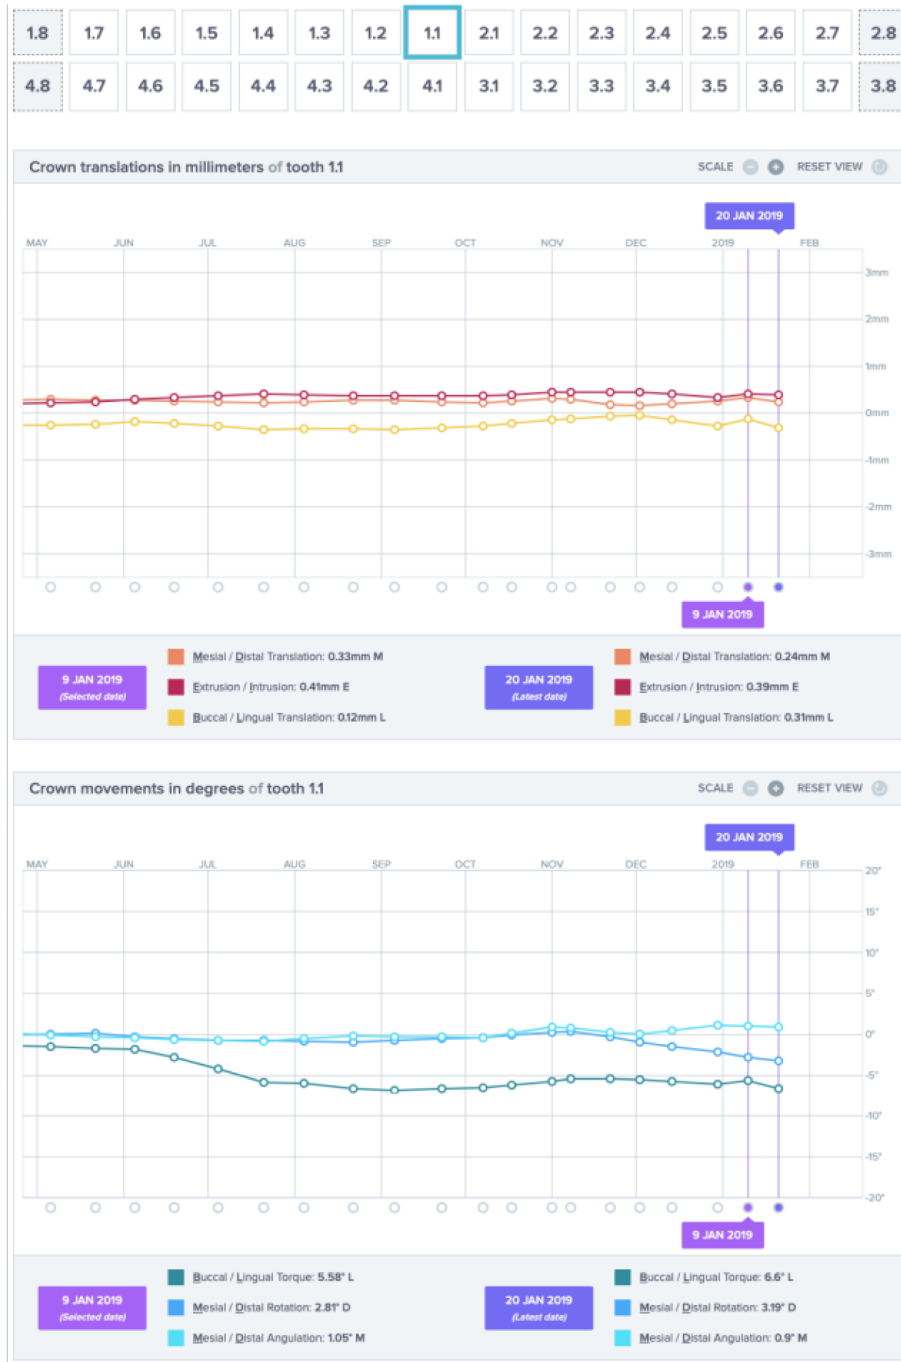 1.8 1.7 1.6 1.5 1.4 1.3 1.2 1.1 2.1 2.2 2.3 2.4 2.5 2.6 2.7 2.8
4.8 4.7 4.6 4.5 4.4 4.3 4.2 4.1 3.1 3.2 3.3 3.4 3.5 3.6 3.7 3.8
Crown translations in millimeters of tooth 1.1 SCALE RESET VIEW
20 JAN 2019
MAY JUN JUL AUG SEP OCT NOV DEC 2019 FEB
3mm
2mm
1mm
0mm
-1mm
-2mm
-3mm
9 JAN 2019
9 JAN 2019
(Selected date)
Mesial / Distal Translation: 0.33mm M
Extrusion / Intrusion: 0.41mm E
Buccal / Lingual Translation: 0.12mm L
20 JAN 2019
(Latest date)
Mesial / Distal Translation: 0.24mm M
Extrusion / Intrusion: 0.39mm E
Buccal / Lingual Translation: 0.31mm L
Crown movements in degrees of tooth 1.1 SCALE RESET VIEW
20 JAN 2019
MAY JUN JUL AUG SEP OCT NOV DEC 2019 FEB
20°
15°
10°
5°
0°
-5°
-10°
-15°
-20°
9 JAN 2019
9 JAN 2019
(Selected date)
Buccal / Lingual Torque: 5.58° L
Mesial / Distal Rotation: 2.81° D
Mesial / Distal Angulation: 1.05° M
20 JAN 2019
(Latest date)
Buccal / Lingual Torque: 6.6° L
Mesial / Distal Rotation: 3.19° D
Mesial / Distal Angulation: 0.9° M